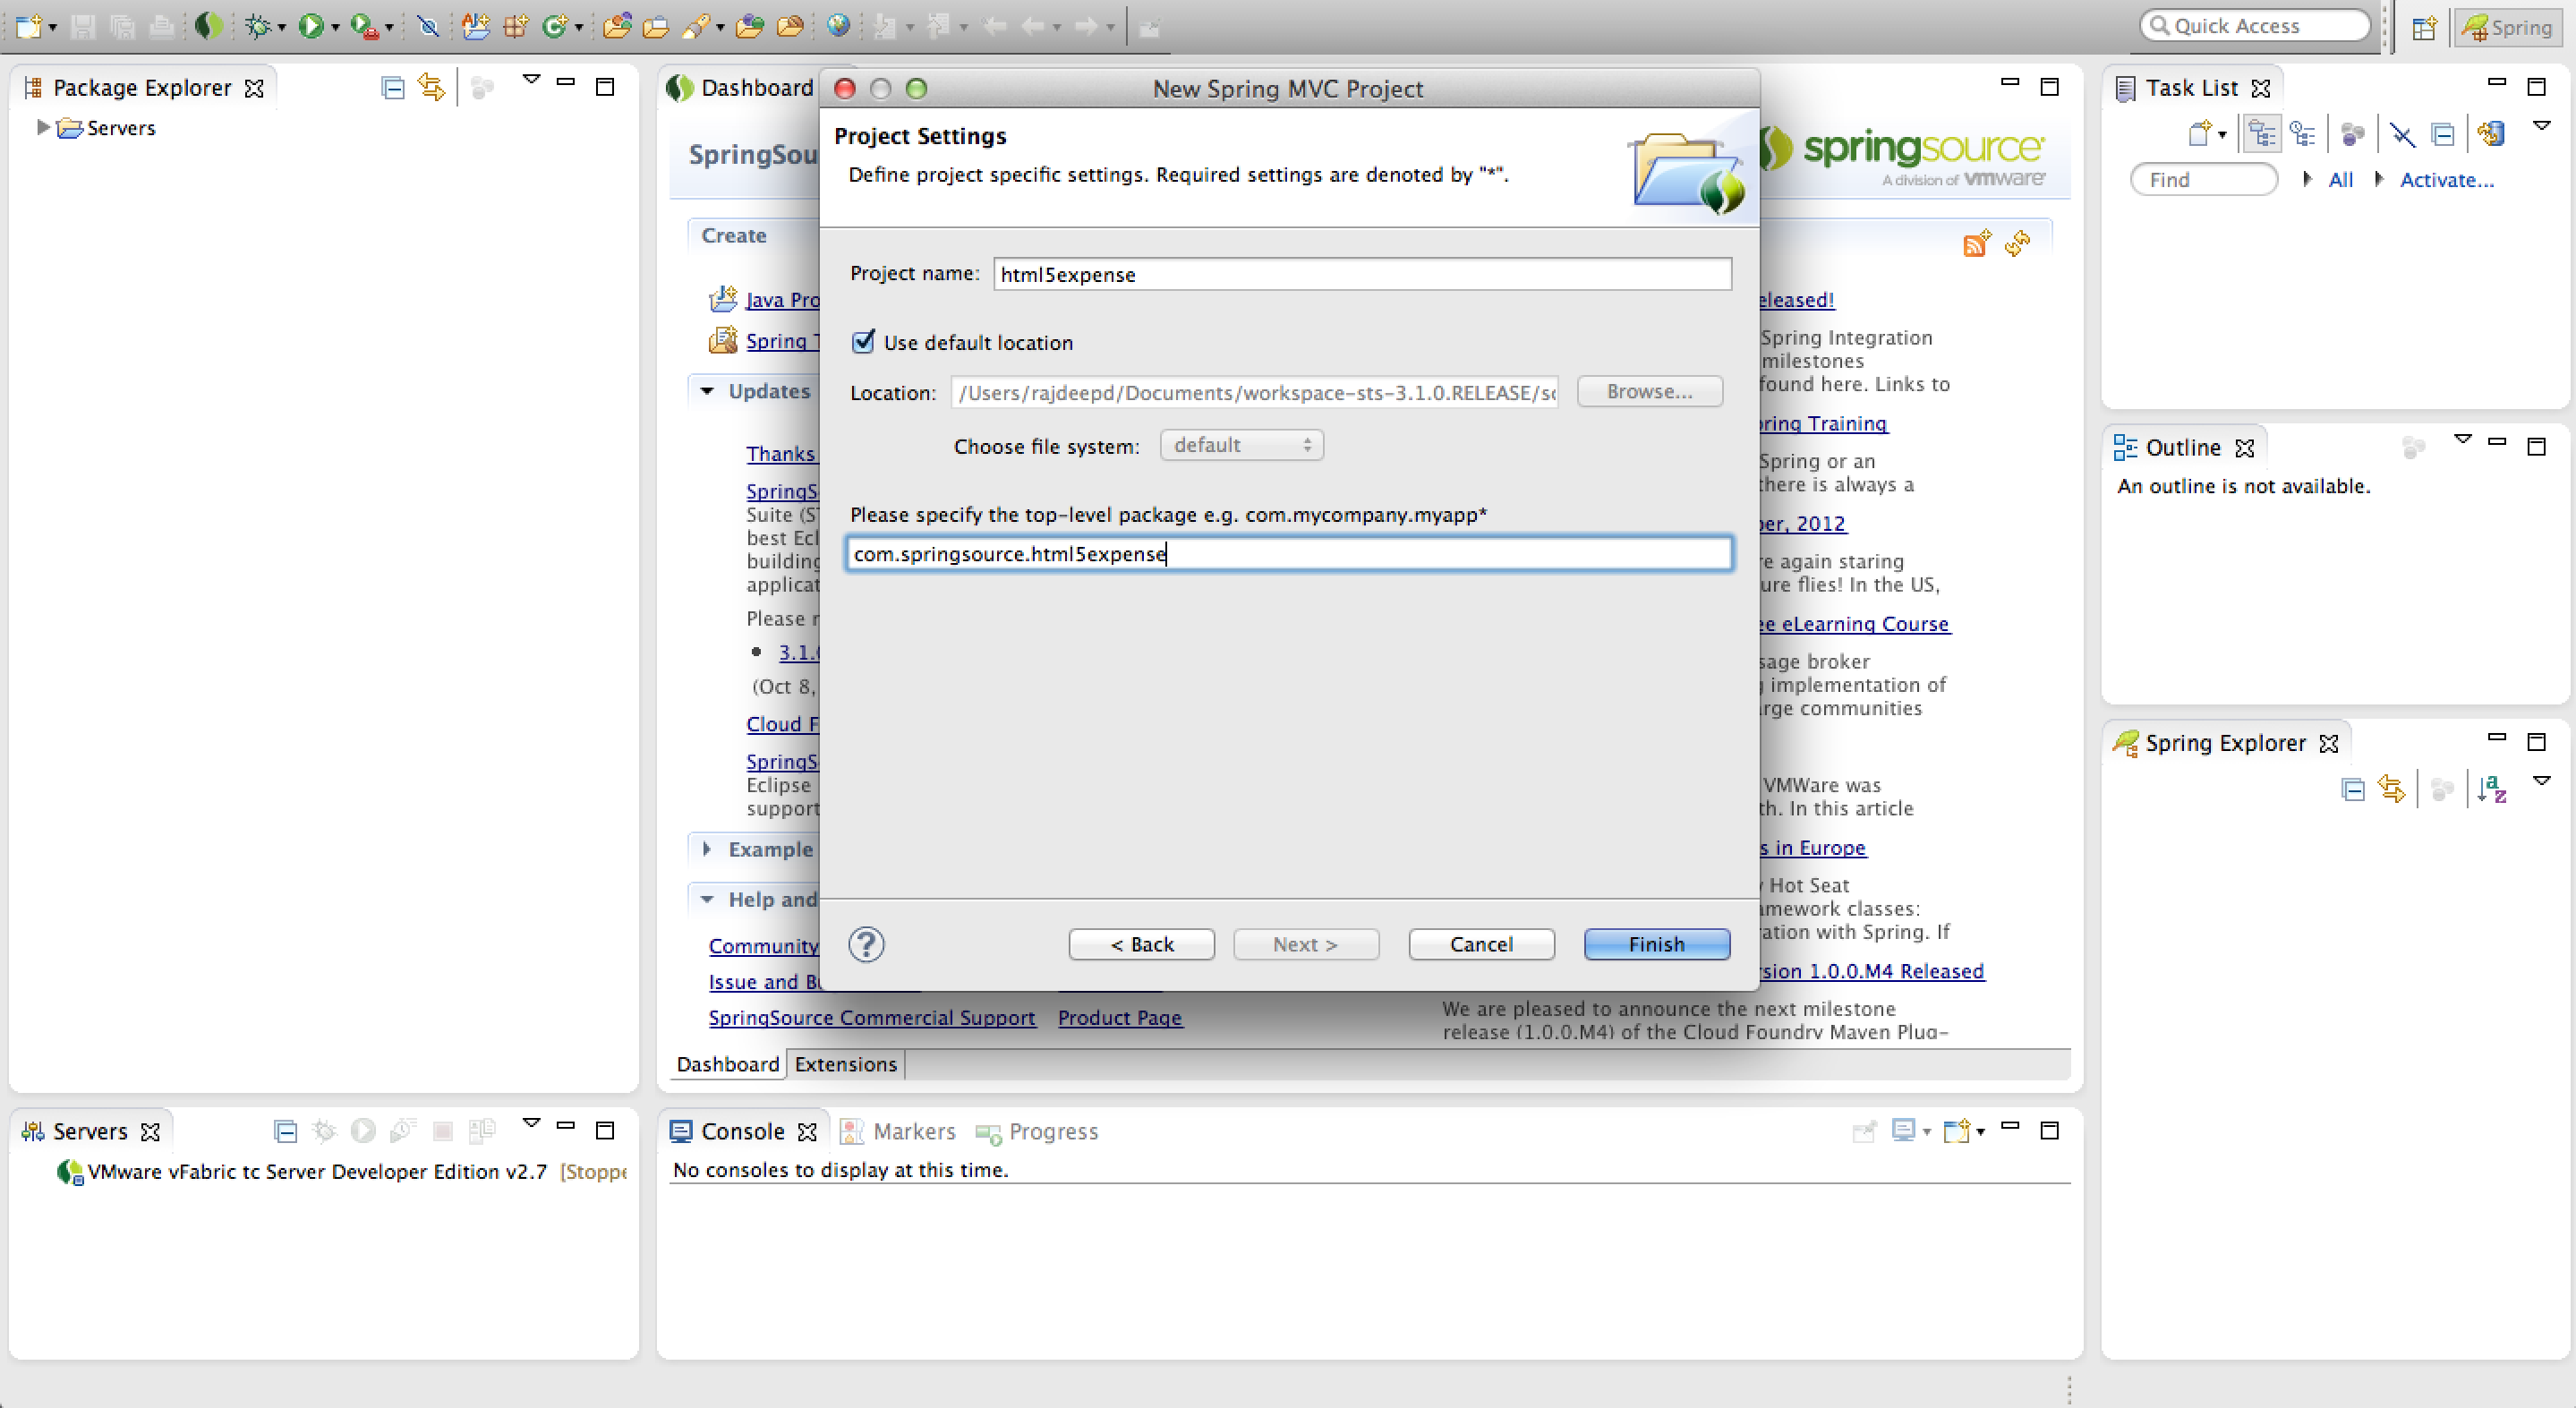 Quick Access
Spring
Package Explorer
Servers
Dashboard
SpringSou
springsource
A division of vmware
Create
Java Pro
Spring T
Updates
Thanks
SpringS
Suite (S
best Ecl
building
applicat
Please r
3.1.
(Oct 8,
Cloud F
SpringS
Eclipse
support
Example
Help and
Community
Issue and B
SpringSource Commercial Support
Product Page
Dashboard
Extensions
New Spring MVC Project
Project Settings
Define project specific settings. Required settings are denoted by "*".
Project name:
html5expense
Use default location
Location:
/Users/rajdeepd/Documents/workspace-sts-3.1.0.RELEASE/s
Browse...
Choose file system:
default
Please specify the top-level package e.g. com.mycompany.myapp*
com.springsource.html5expense
?
< Back
Next >
Cancel
Finish
eleased!
Spring Integration
milestones
found here. Links to
ring Training
Spring or an
there is always a
er, 2012
e again staring
ure flies! In the US,
ee eLearning Course
sage broker
implementation of
arge communities
VMWare was
th. In this article
s in Europe
Hot Seat
amework classes:
ration with Spring. If
sion 1.0.0.M4 Released
We are pleased to announce the next milestone
release (1.0.0.M4) of the Cloud Foundry Maven Plug-
Task List
Find
All
Activate...
Outline
An outline is not available.
Spring Explorer
Servers
VMware vFabric tc Server Developer Edition v2.7 [Stoppe
Console
Markers
Progress
No consoles to display at this time.